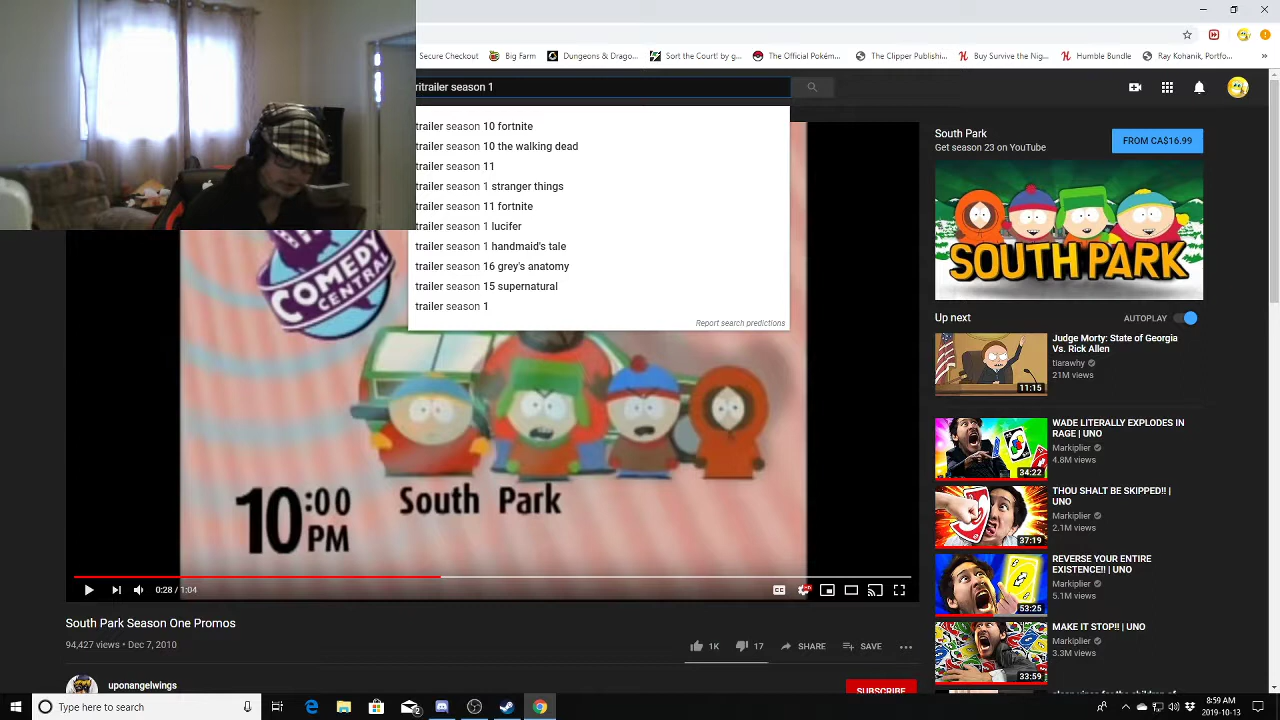 Secure Checkout
Bot Farm
Dungeons & Drago...
Sort the Court! by g...
The Official Pokém...
The Clipper Publishi...
Buy Survive the Nig...
Humble Bundle
Ray Kohanik, Portfo...
ritrailer season 1
trailer season 10 fortnite
trailer season 10 the walking dead
trailer season 11
trailer season 1 stranger things
trailer season 11 fortnite
trailer season 1 lucifer
trailer season 1 handmaid's tale
trailer season 16 grey's anatomy
trailer season 15 supernatural
trailer season 1
Report search predictions
COMEDY
CENTRAL
10:00
PM
South Park
0:28 / 1:04
CC
South Park Season One Promos
94,427 views • Dec 7, 2010
1K
17
SHARE
SAVE
uponangelwings
SUBSCRIBE
South Park
Get season 23 on YouTube
FROM CA$16.99
SOUTH PARK
Up next
AUTOPLAY
Judge Morty: State of Georgia
Vs. Rick Allen
tiarawhy
21M views
11:15
WADE LITERALLY EXPLODES IN
RAGE | UNO
Markiplier
4.8M views
34:22
THOU SHALT BE SKIPPED!! |
UNO
Markiplier
2.1M views
37:19
REVERSE YOUR ENTIRE
EXISTENCE!! | UNO
Markiplier
5.1M views
53:25
MAKE IT STOP!! | UNO
Markiplier
3.3M views
33:59
Type here to search
8:59 AM
2019-10-13